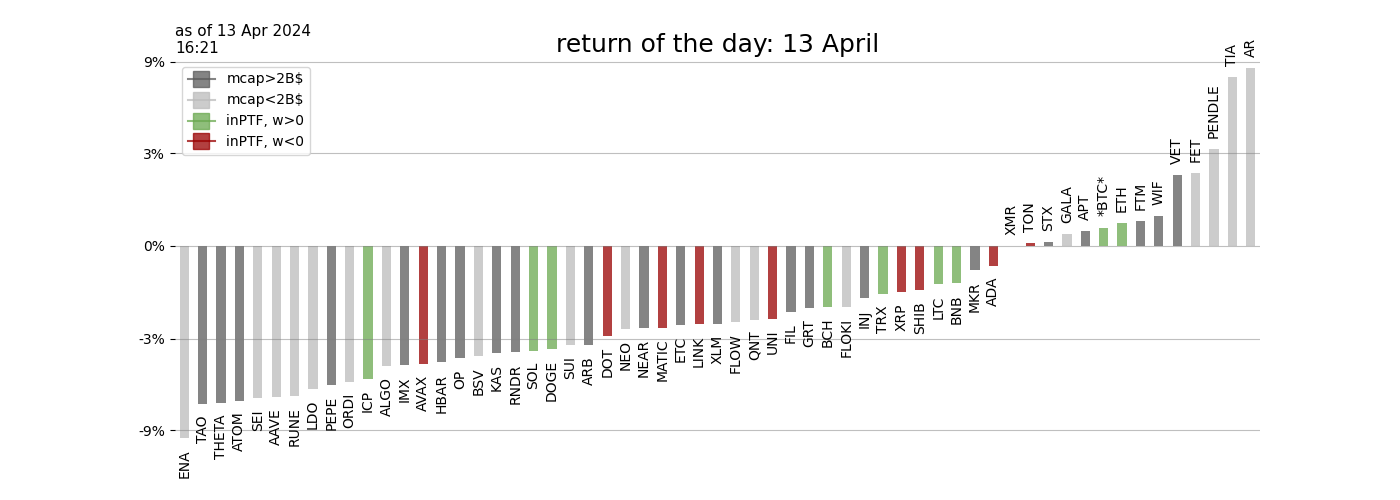 as of 13 Apr 2024
16:21
return of the day: 13 April
mcap>2B$
mcap<2B$
inPTF, w>0
inPTF, w<0
9%
3%
0%
-3%
-9%
ENA
TAO
THETA
ATOM
SEI
AAVE
RUNE
LDO
PEPE
ORDI
ICP
ALGO
IMX
AVAX
HBAR
OP
BSV
KAS
RNDR
SOL
DOGE
SUI
ARB
DOT
NEO
NEAR
MATIC
ETC
LINK
XLM
FLOW
QNT
UNI
FIL
GRT
BCH
FLOKI
INJ
TRX
XRP
SHIB
LTC
BNB
MKR
ADA
XMR
TON
STX
GALA
APT
*BTC*
ETH
FTM
WIF
VET
FET
PENDLE
TIA
AR